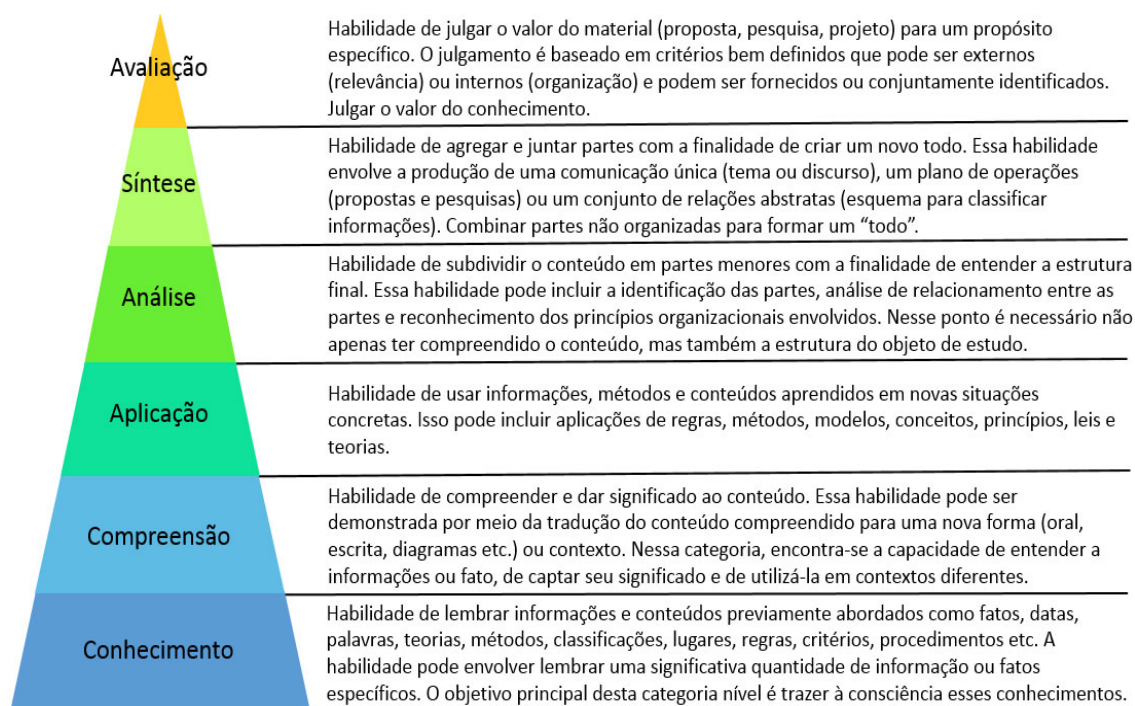 Avaliação
Habilidade de julgar o valor do material (proposta, pesquisa, projeto) para um propósito
específico. O julgamento é baseado em critérios bem definidos que pode ser externos
(relevância) ou internos (organização) e podem ser fornecidos ou conjuntamente identificados.
Julgar o valor do conhecimento.
Síntese
Habilidade de agregar e juntar partes com a finalidade de criar um novo todo. Essa habilidade
envolve a produção de uma comunicação única (tema ou discurso), um plano de operações
(propostas e pesquisas) ou um conjunto de relações abstratas (esquema para classificar
informações). Combinar partes não organizadas para formar um “todo”.
Análise
Habilidade de subdividir o conteúdo em partes menores com a finalidade de entender a estrutura
final. Essa habilidade pode incluir a identificação das partes, análise de relacionamento entre as
partes e reconhecimento dos princípios organizacionais envolvidos. Nesse ponto é necessário não
apenas ter compreendido o conteúdo, mas também a estrutura do objeto de estudo.
Aplicação
Habilidade de usar informações, métodos e conteúdos aprendidos em novas situações
concretas. Isso pode incluir aplicações de regras, métodos, modelos, conceitos, princípios, leis e
teorias.
Compreensão
Habilidade de compreender e dar significado ao conteúdo. Essa habilidade pode ser
demonstrada por meio da tradução do conteúdo compreendido para uma nova forma (oral,
escrita, diagramas etc.) ou contexto. Nessa categoria, encontra-se a capacidade de entender a
informações ou fato, de captar seu significado e de utilizá-la em contextos diferentes.
Conhecimento
Habilidade de lembrar informações e conteúdos previamente abordados como fatos, datas,
palavras, teorias, métodos, classificações, lugares, regras, critérios, procedimentos etc. A
habilidade pode envolver lembrar uma significativa quantidade de informação ou fatos
específicos. O objetivo principal desta categoria nível é trazer à consciência esses conhecimentos.